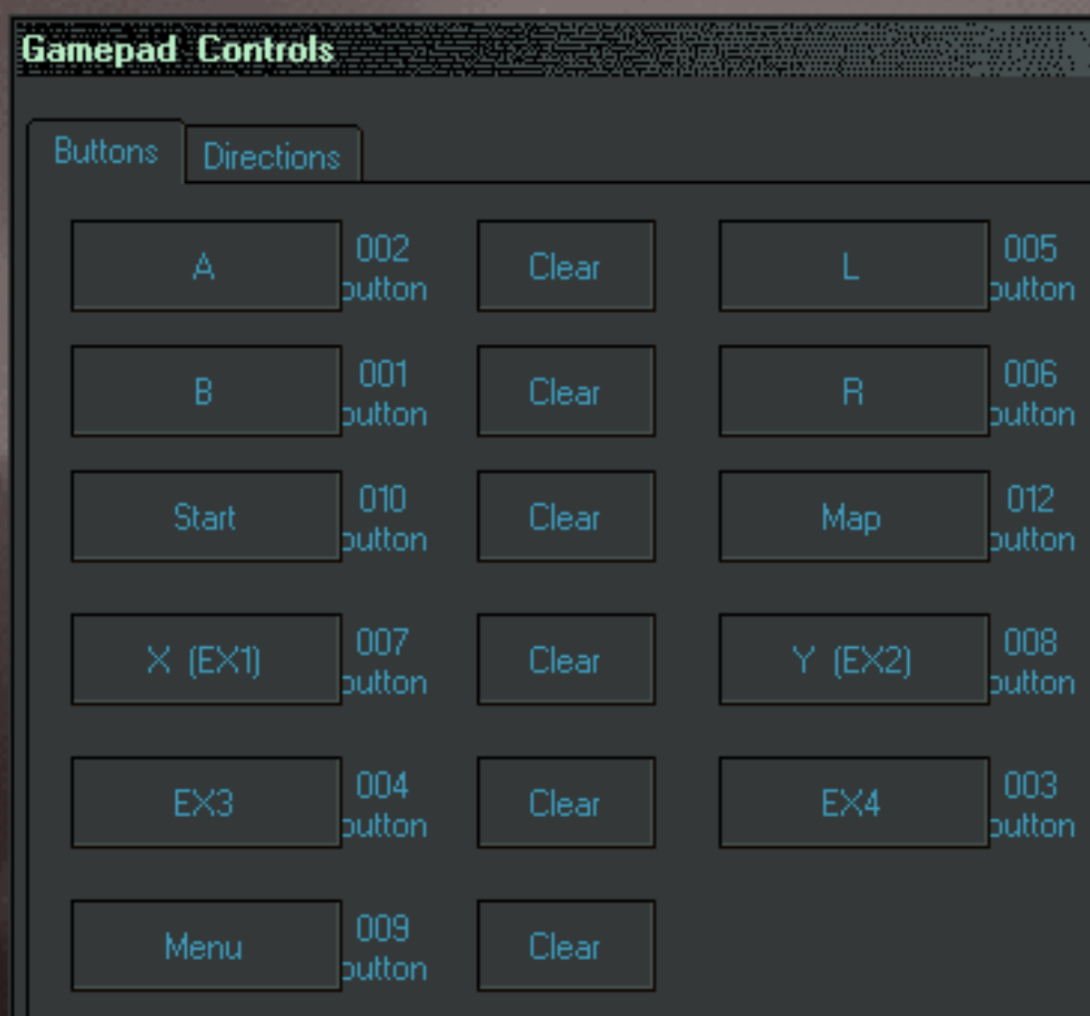 Gamepad Controls
Buttons Directions
A 002 button Clear L 005 button
B 001 button Clear R 006 button
Start 010 button Clear Map 012 button
X (EX1) 007 button Clear Y (EX2) 008 button
EX3 004 button Clear EX4 003 button
Menu 009 button Clear